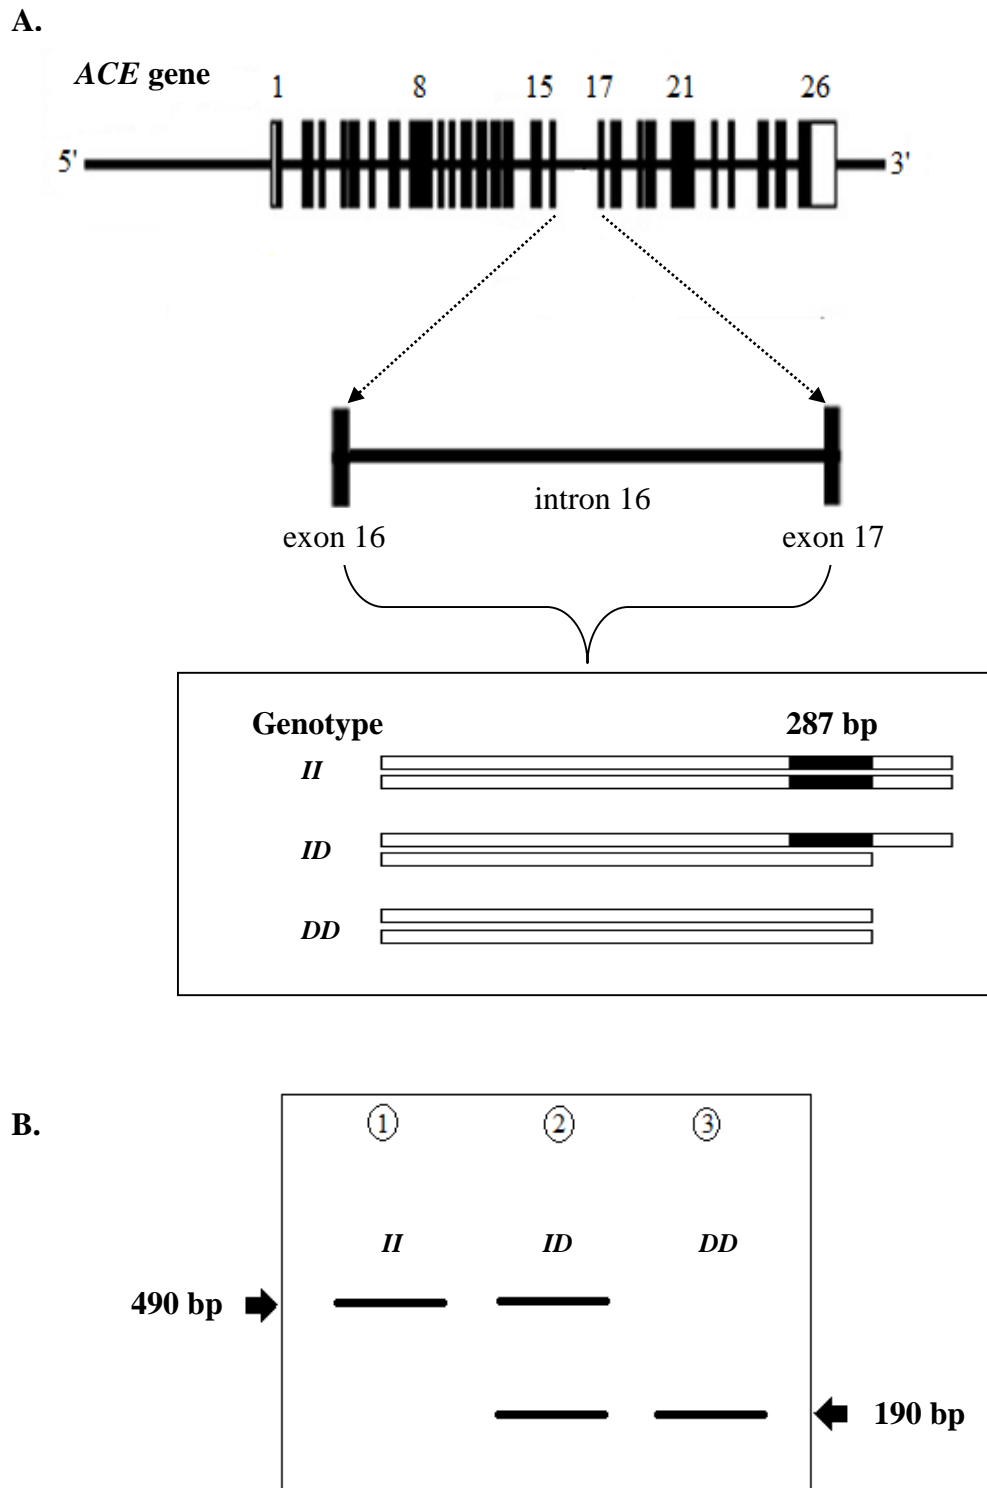 A.
ACE gene
1 8 15 17 21 26
5' 3'
intron 16
exon 16 exon 17
Genotype 287 bp
II
ID
DD
B.
① ② ③
II ID DD
490 bp
190 bp